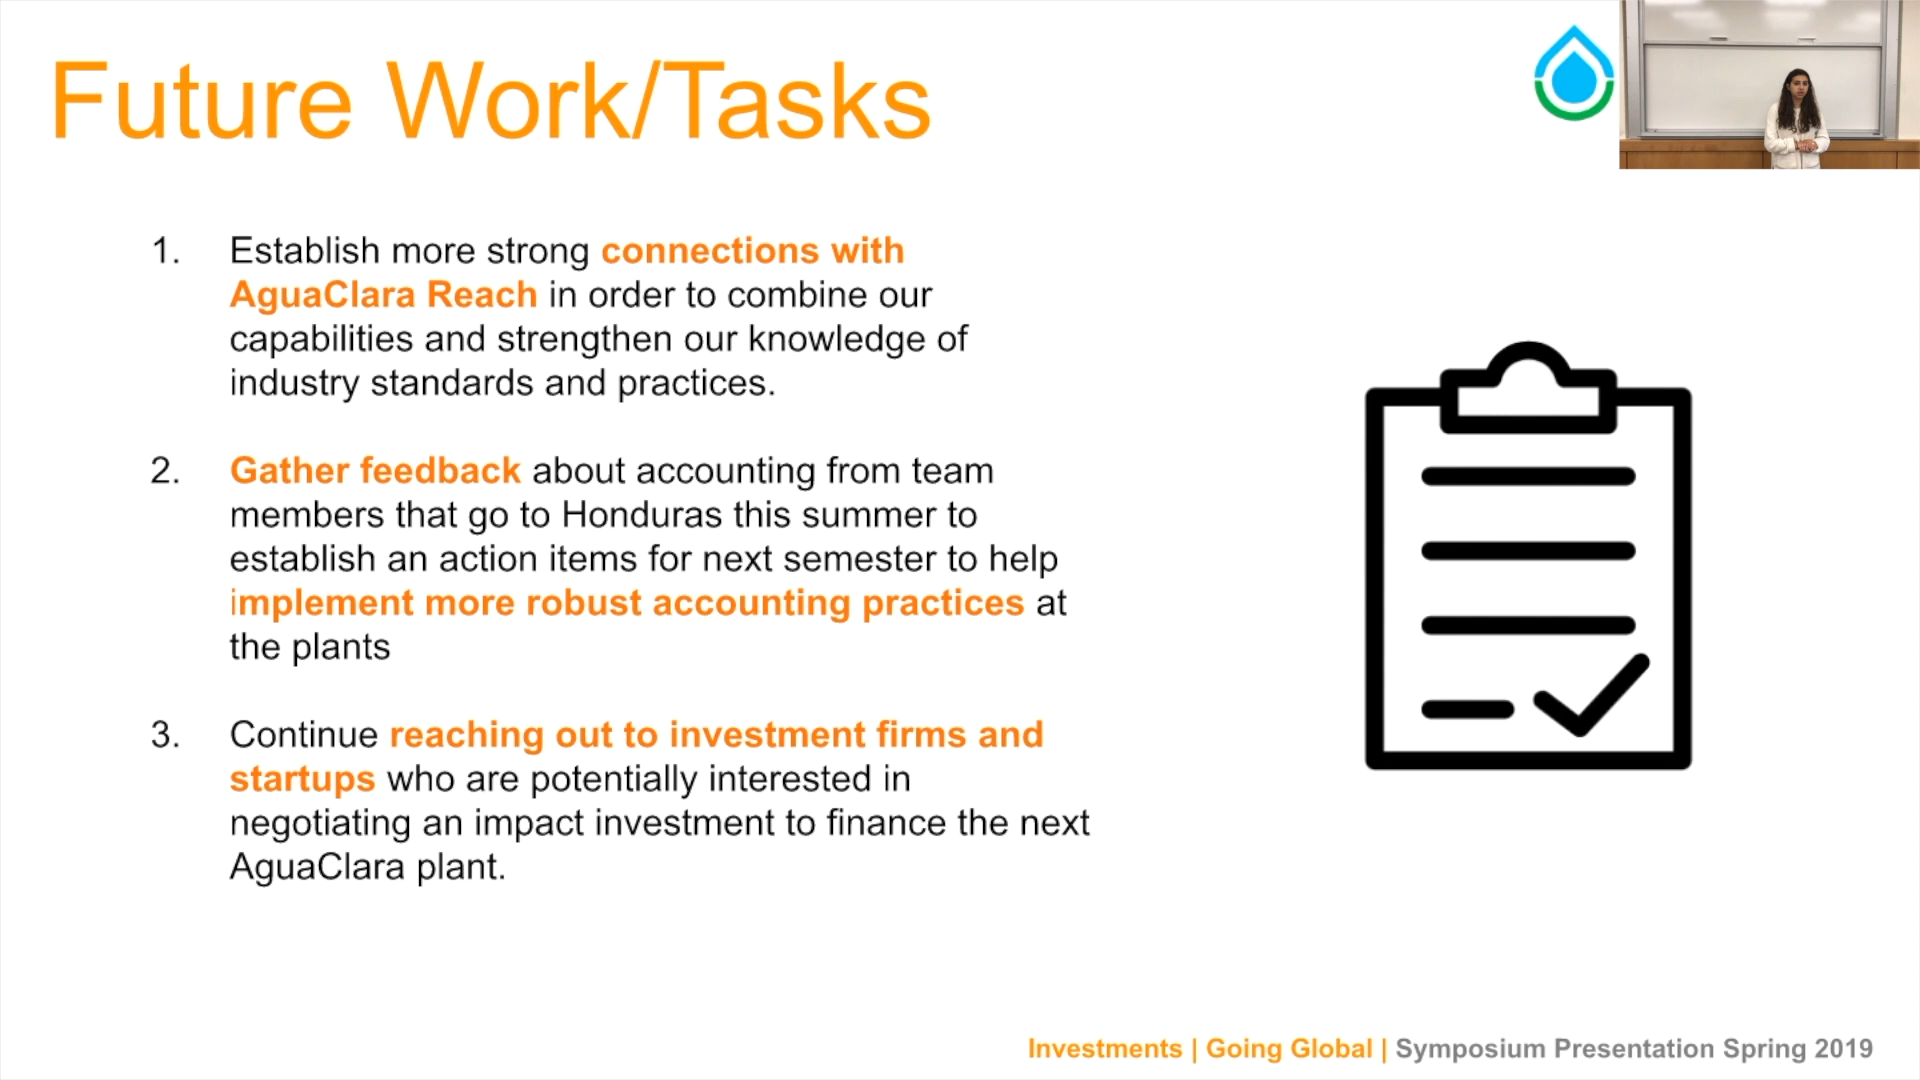 Future Work/Tasks
1. Establish more strong connections with
AguaClara Reach in order to combine our
capabilities and strengthen our knowledge of
industry standards and practices.
2. Gather feedback about accounting from team
members that go to Honduras this summer to
establish an action items for next semester to help
implement more robust accounting practices at
the plants
3. Continue reaching out to investment firms and
startups who are potentially interested in
negotiating an impact investment to finance the next
AguaClara plant.
Investments | Going Global | Symposium Presentation Spring 2019